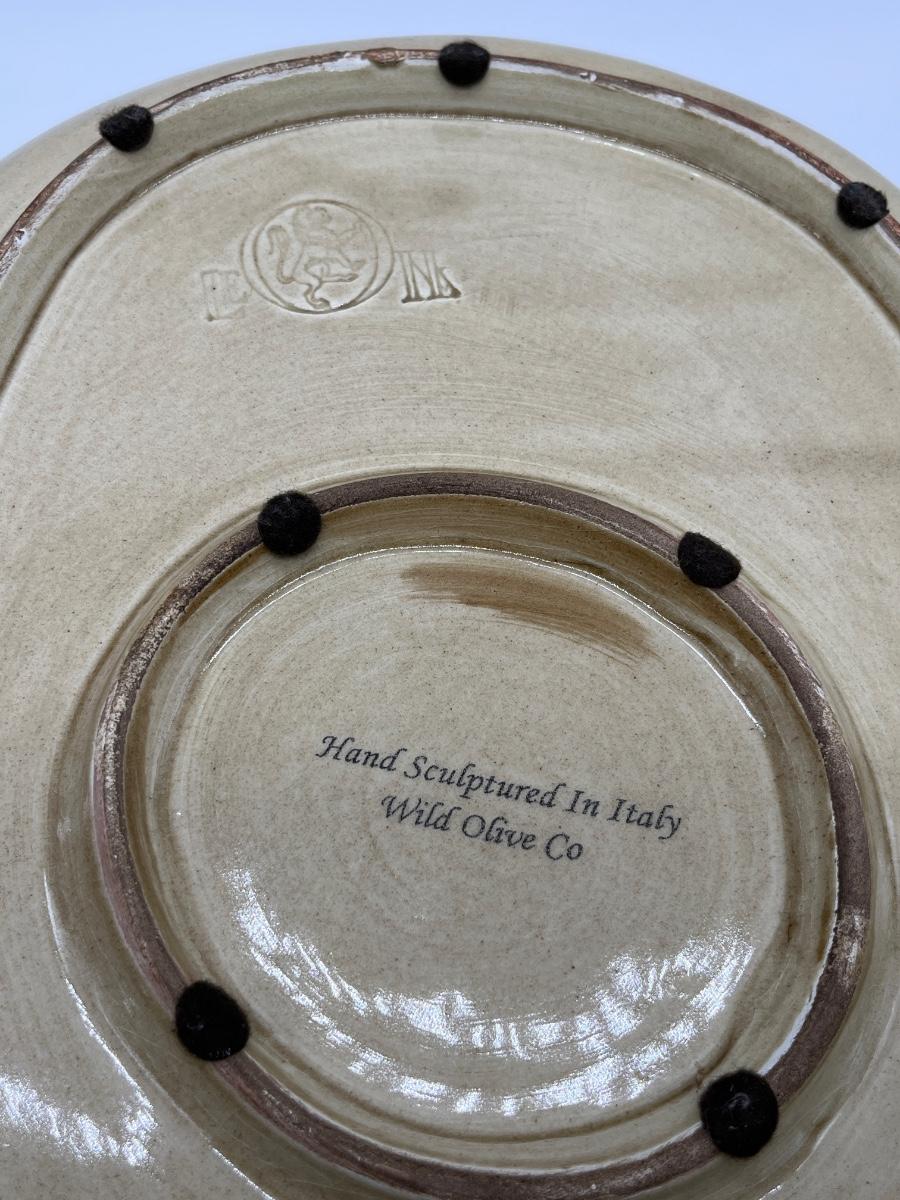 Hand Sculptured In Italy
Wild Olive Co